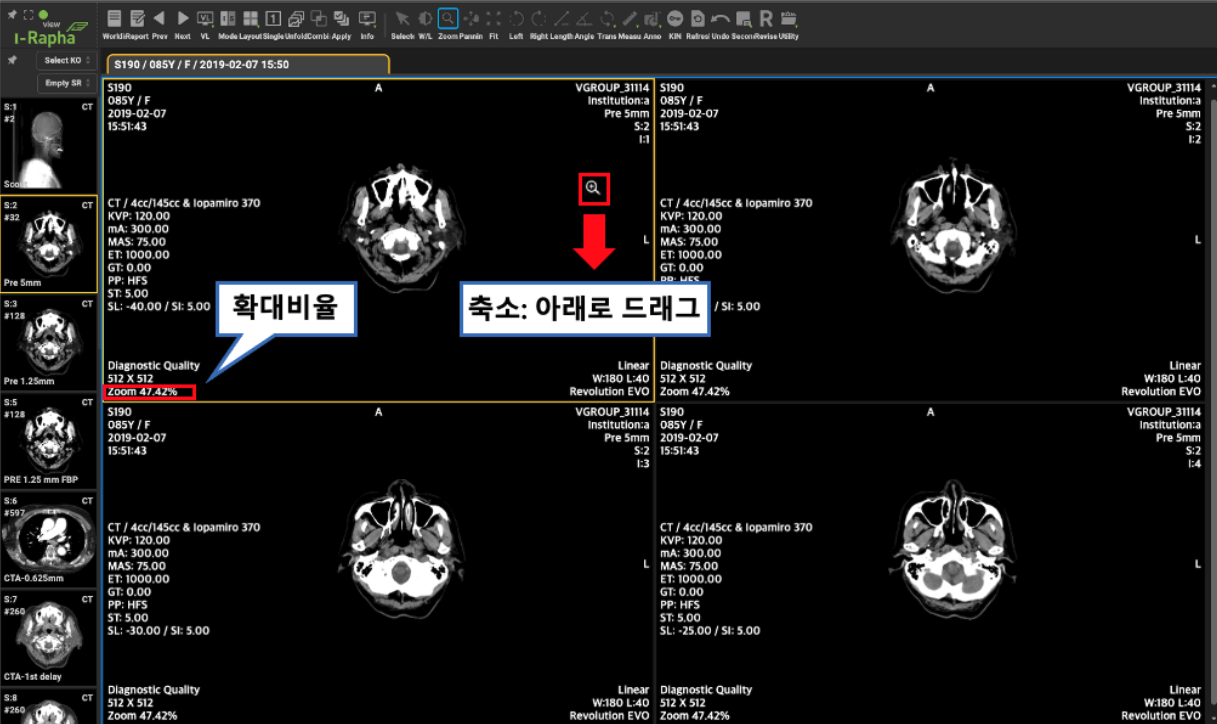 view
i-Rapha
WorkliReport Prev Next VL Mode LayoutSingleUnfoldCombi Apply Info Select W/L Zoom Pannin Fit Left Right Length Angle Trans Measu Anno KIN Refresl Undo SeconRevise Utility
VL
1
R
Select KO
Empty SR
S190 / 085Y / F / 2019-02-07 15:50
S:1 CT
#2
Scou
S:2 CT
#32
Pre 5mm
S:3 CT
#128
Pre 1.25mm
S:5 CT
#128
PRE 1.25 mm FBP
S:6 CT
#597
CTA-0.625mm
S:7 CT
#260
CTA-1st delay
S:8 CT
#260
S190
085Y / F
2019-02-07
15:51:43
A
VGROUP_31114
Institution:a
Pre 5mm
S:2
I:1
CT / 4cc/145cc & Iopamiro 370
KVP: 120.00
mA: 300.00
MAS: 75.00
ET: 1000.00
GT: 0.00
PP: HFS
ST: 5.00
SL: -40.00 / SI: 5.00
L
확대비율
축소: 아래로 드래그
Diagnostic Quality
512 X 512
Zoom 47.42%
Linear
W:180 L:40
Revolution EVO
S190
085Y / F
2019-02-07
15:51:43
A
VGROUP_31114
Institution:a
Pre 5mm
S:2
I:2
CT / 4cc/145cc & Iopamiro 370
KVP: 120.00
mA: 300.00
MAS: 75.00
ET: 1000.00
GT: 0.00
PP: HFS
/ SI: 5.00
L
Diagnostic Quality
512 X 512
Zoom 47.42%
Linear
W:180 L:40
Revolution EVO
S190
085Y / F
2019-02-07
15:51:43
A
VGROUP_31114
Institution:a
Pre 5mm
S:2
I:3
CT / 4cc/145cc & Iopamiro 370
KVP: 120.00
mA: 300.00
MAS: 75.00
ET: 1000.00
GT: 0.00
PP: HFS
ST: 5.00
SL: -30.00 / SI: 5.00
L
Diagnostic Quality
512 X 512
Zoom 47.42%
Linear
W:180 L:40
Revolution EVO
S190
085Y / F
2019-02-07
15:51:43
A
VGROUP_31114
Institution:a
Pre 5mm
S:2
I:4
CT / 4cc/145cc & Iopamiro 370
KVP: 120.00
mA: 300.00
MAS: 75.00
ET: 1000.00
GT: 0.00
PP: HFS
ST: 5.00
SL: -25.00 / SI: 5.00
L
Diagnostic Quality
512 X 512
Zoom 47.42%
Linear
W:180 L:40
Revolution EVO